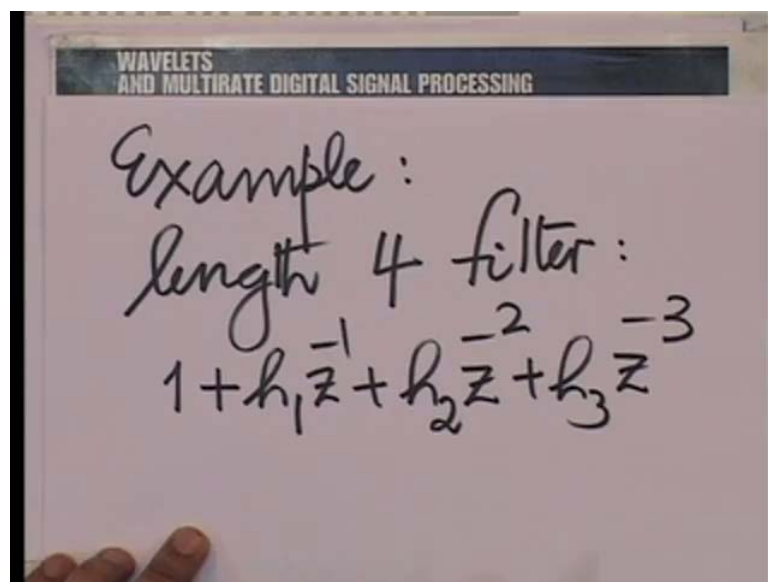 WAVELETS
AND MULTIRATE DIGITAL SIGNAL PROCESSING
Example:
length 4 filter:
1 + h₁z⁻¹ + h₂z⁻² + h₃z⁻³